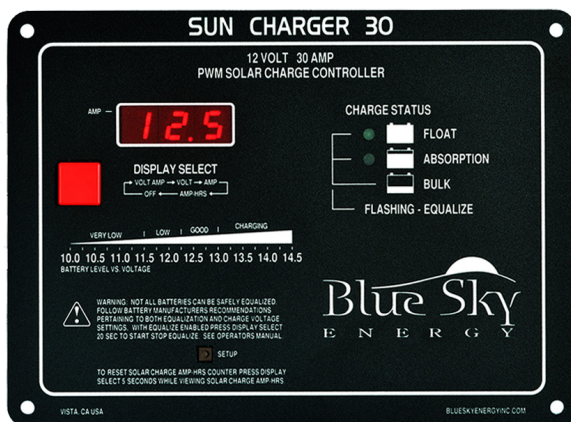 SUN CHARGER 30
12 VOLT 30 AMP
PWM SOLAR CHARGE CONTROLLER
AMP
12.5
DISPLAY SELECT
VOLT AMP VOLT AMP
OFF AMP-HRS
CHARGE STATUS
FLOAT
ABSORPTION
BULK
FLASHING - EQUALIZE
VERY LOW LOW GOOD CHARGING
10.0 10.5 11.0 11.5 12.0 12.5 13.0 13.5 14.0 14.5
BATTERY LEVEL VS. VOLTAGE
WARNING: NOT ALL BATTERIES CAN BE SAFELY EQUALIZED.
FOLLOW BATTERY MANUFACTURERS RECOMMENDATIONS
PERTAINING TO BOTH EQUALIZATION AND CHARGE VOLTAGE
SETTINGS. WITH EQUALIZE ENABLED PRESS DISPLAY SELECT
20 SEC TO START STOP EQUALIZE. SEE OPERATORS MANUAL
SETUP
TO RESET SOLAR CHARGE AMP-HRS COUNTER PRESS DISPLAY
SELECT 5 SECONDS WHILE VIEWING SOLAR CHARGE AMP-HRS
Blue Sky
ENERGY
VISTA, CA USA
BLUESKYENERGYINC.COM